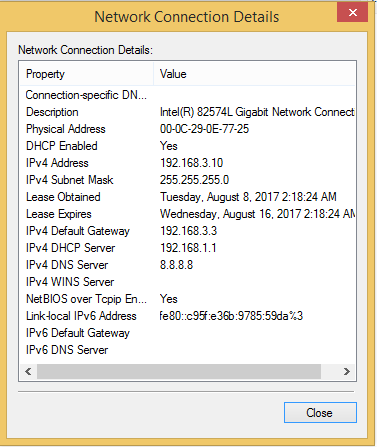 Network Connection Details
Network Connection Details:
Property Value
Connection-specific DN...
Description Intel(R) 82574L Gigabit Network Connecti
Physical Address 00-0C-29-0E-77-25
DHCP Enabled Yes
IPv4 Address 192.168.3.10
IPv4 Subnet Mask 255.255.255.0
Lease Obtained Tuesday, August 8, 2017 2:18:24 AM
Lease Expires Wednesday, August 16, 2017 2:18:24 AM
IPv4 Default Gateway 192.168.3.3
IPv4 DHCP Server 192.168.1.1
IPv4 DNS Server 8.8.8.8
IPv4 WINS Server
NetBIOS over Tcpip En... Yes
Link-local IPv6 Address fe80::c95f:e36b:9785:59da%3
IPv6 Default Gateway
IPv6 DNS Server
Close